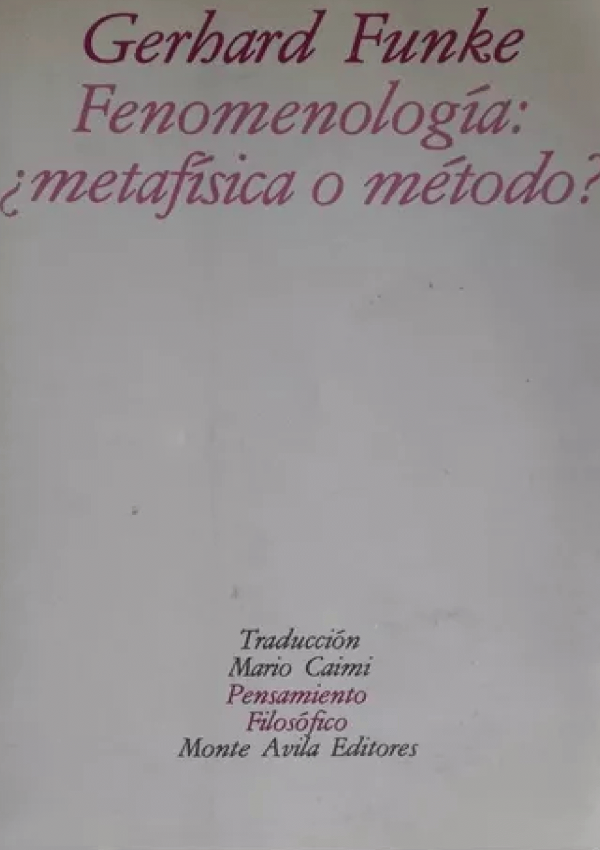 Gerhard Funke
Fenomenología:
¿metafísica o método?
Traducción
Mario Caimi
Pensamiento
Filosófico
Monte Avila Editores